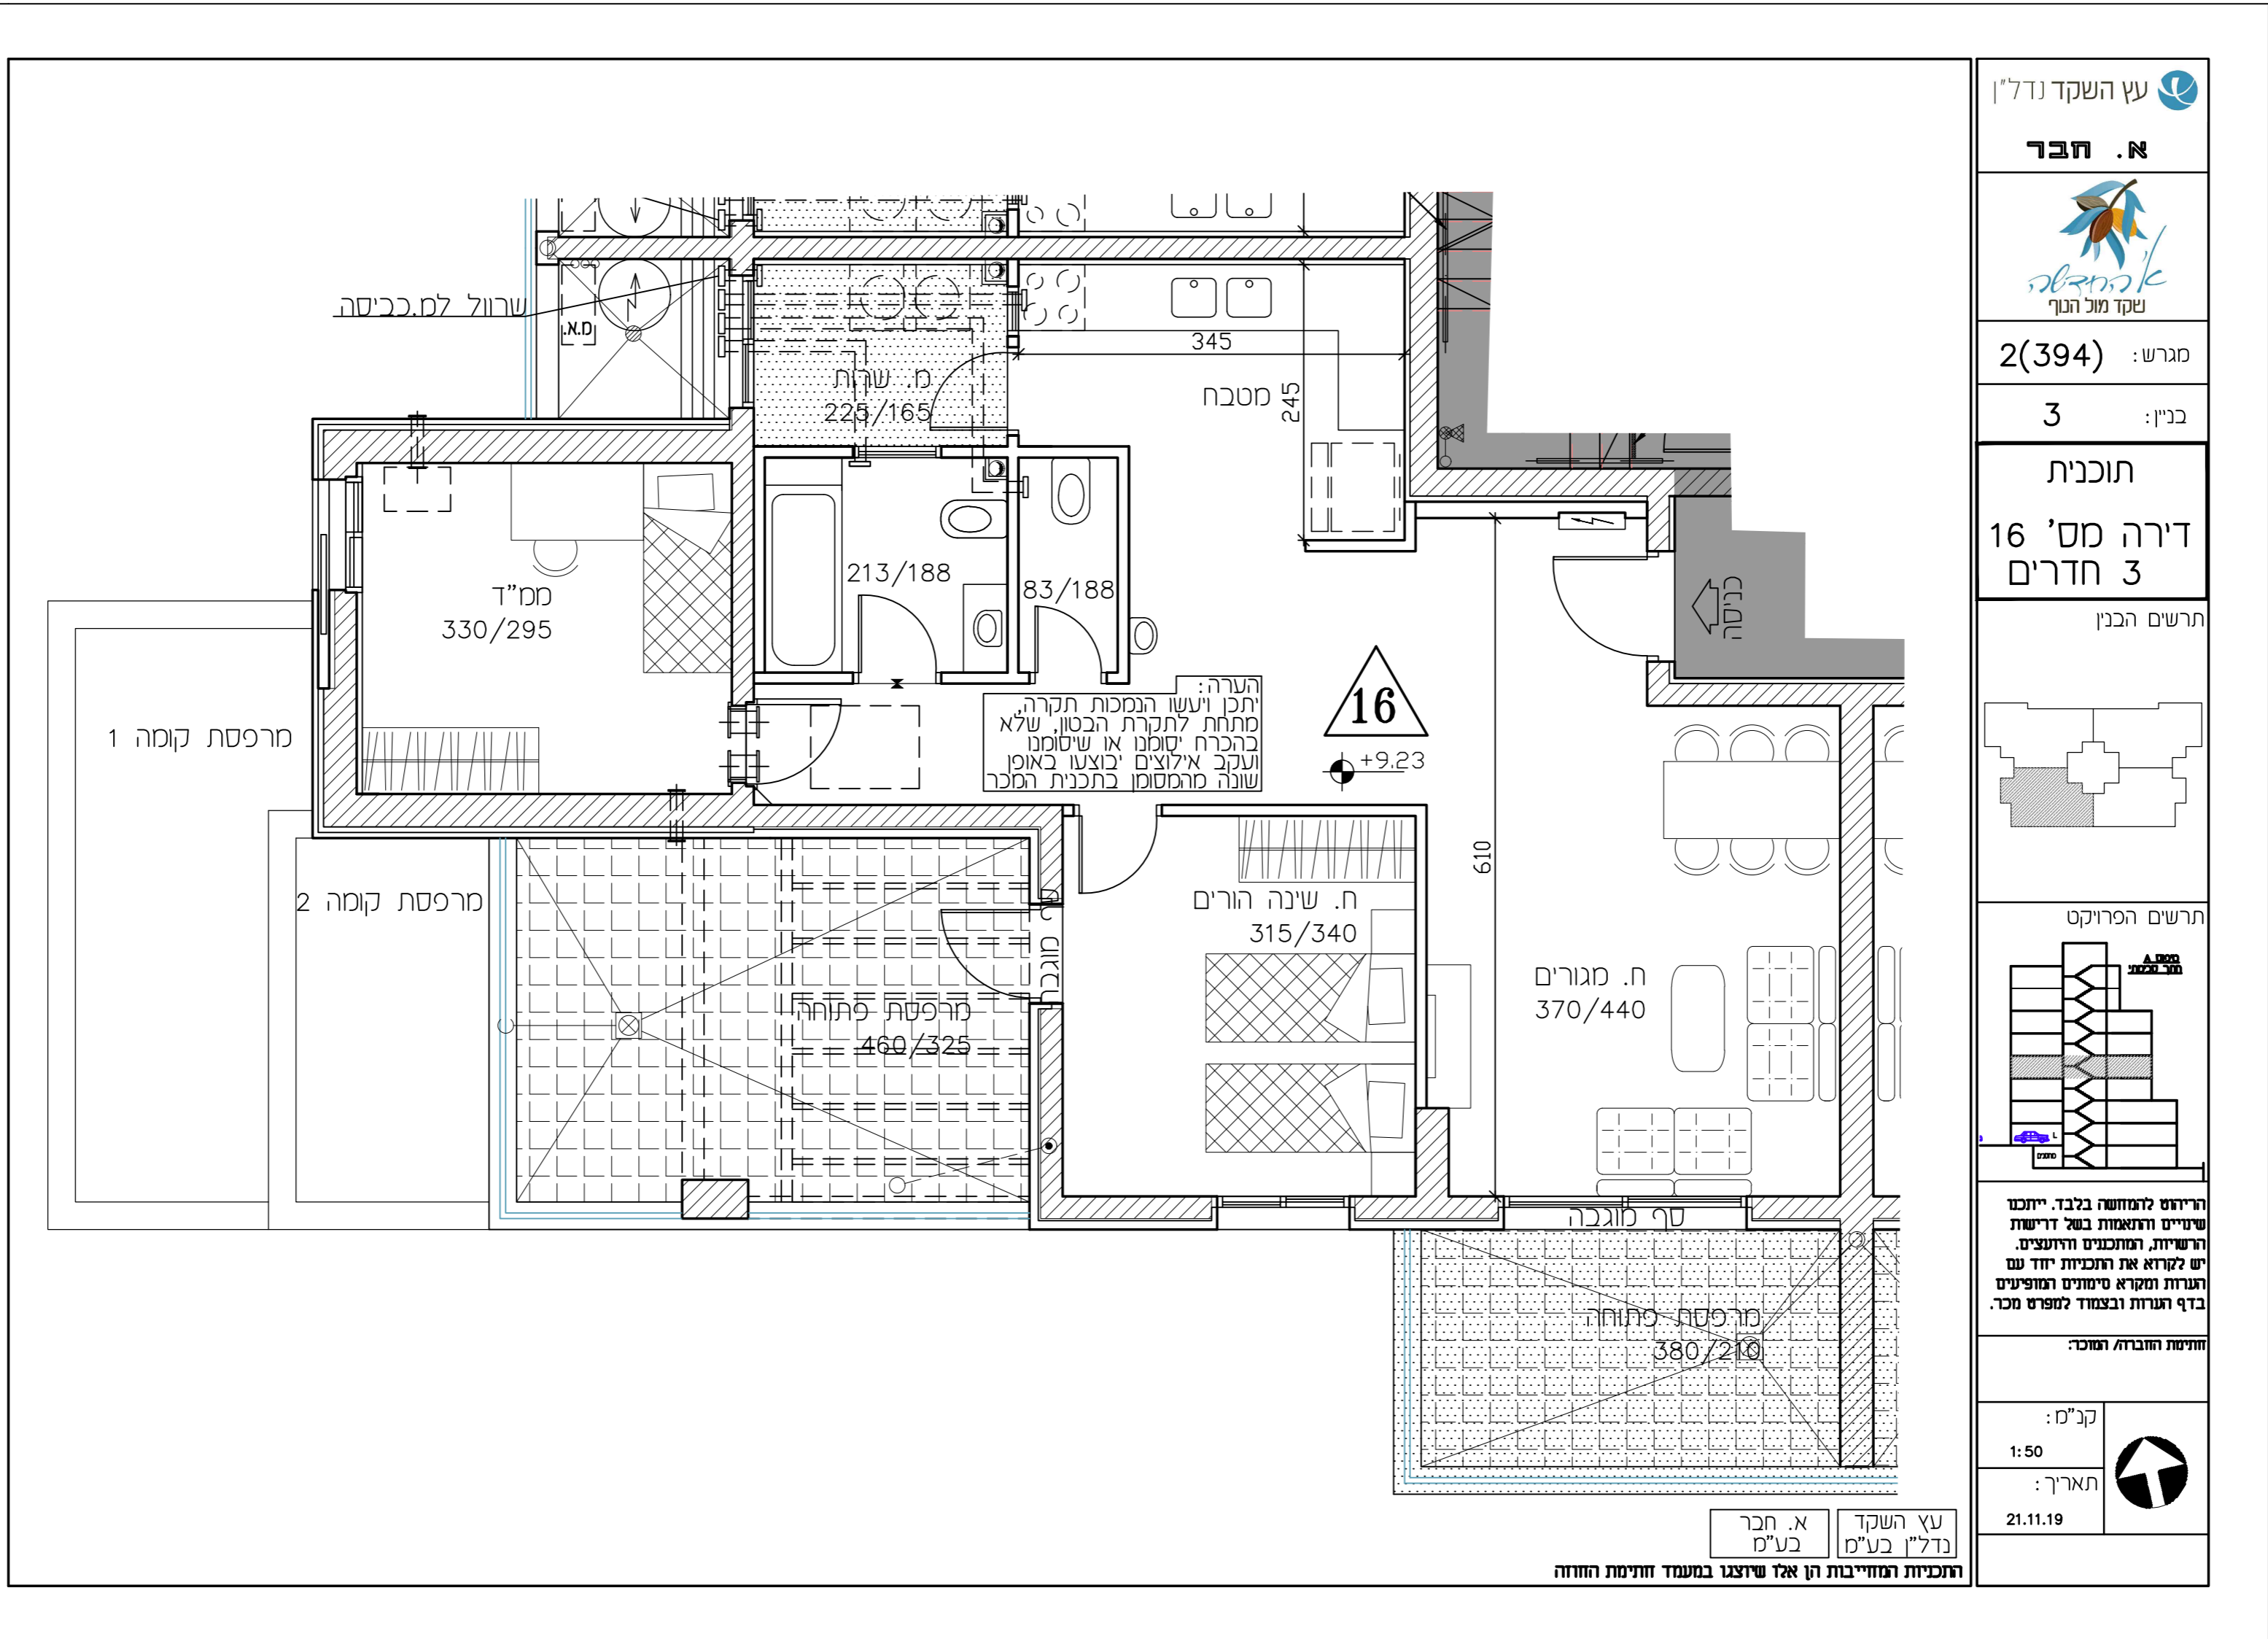 עץ השקד נדל"ן
א. חבר
א' החדשה
שקד מול הנוף
מגרש: 2(394)
בניין: 3
תוכנית
דירה מס' 16
3 חדרים
תרשים הבנין
תרשים הפרויקט
טיפוס A
חתך סכימטי
הריהוט להמחשה בלבד. ייתכנו
שינויים והתאמות בשל דרישות
הרשויות, המתכננים והיועצים.
יש לקרוא את התכניות יחד עם
הערות ומקרא סימונים המופיעים
בדף הערות ובצמוד למפרט מכר.
חתימת החברה/ המוכר:
קנ"מ:
1:50
תאריך:
21.11.19
שרוול למ.כביסה
מ.א.
מ. שרות
225/165
345
מטבח
245
ממ"ד
330/295
213/188
83/188
כניסה
הערה:
יתכן ויעשו הנמכות תקרה,
מתחת לתקרת הבטון, שלא
בהכרח יסומנו או שיסומנו
ועקב אילוצים יבוצעו באופן
שונה מהמסומן בתכנית המכר
16
+9.23
610
מרפסת קומה 1
מרפסת קומה 2
ח. שינה הורים
315/340
סף מוגבה
מרפסת פתוחה
460/325
ח. מגורים
370/440
סף מוגבה
מרפסת פתוחה
380/210
עץ השקד
נדל"ן בע"מ
א. חבר
בע"מ
התכניות המחייבות הן אלו שיוצגו במעמד חתימת החוזה